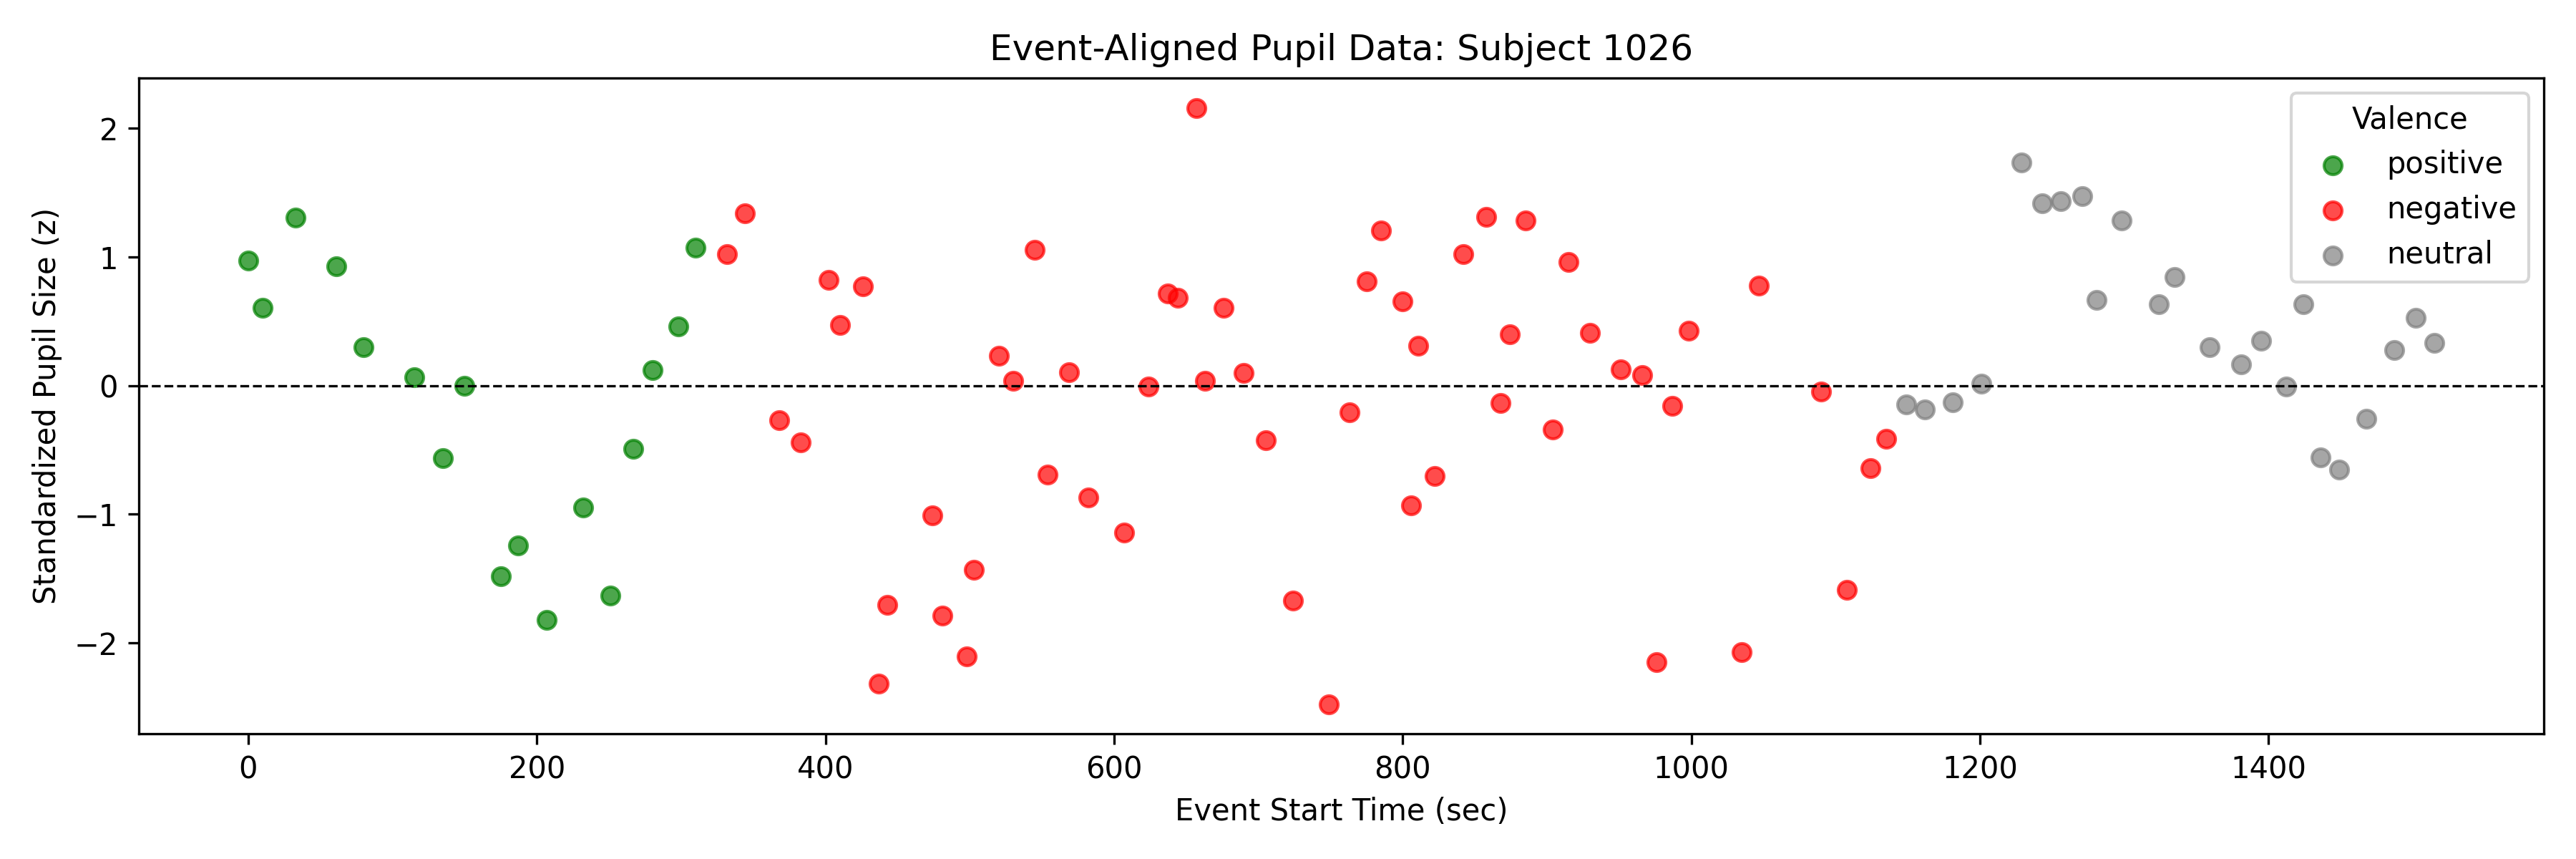 Event-Aligned Pupil Data: Subject 1026
Standardized Pupil Size (z)
2
1
0
−1
−2
Valence
positive
negative
neutral
0 200 400 600 800 1000 1200 1400
Event Start Time (sec)